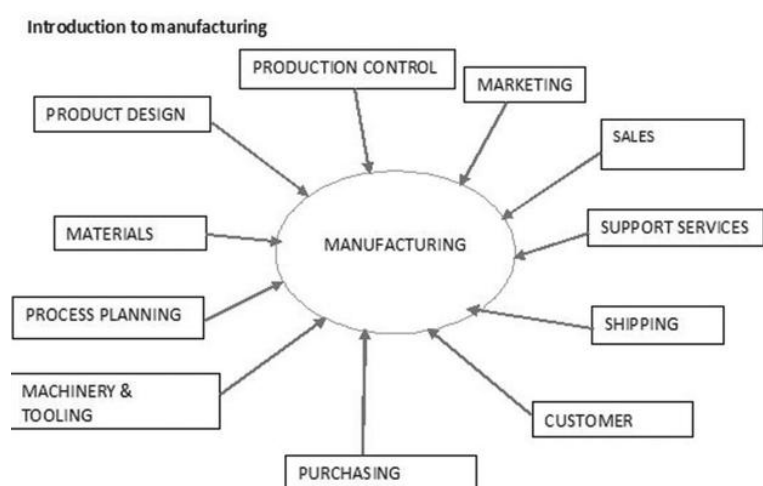 Introduction to manufacturing
PRODUCTION CONTROL
MARKETING
PRODUCT DESIGN
SALES
MATERIALS
MANUFACTURING
SUPPORT SERVICES
PROCESS PLANNING
SHIPPING
MACHINERY &
TOOLING
CUSTOMER
PURCHASING